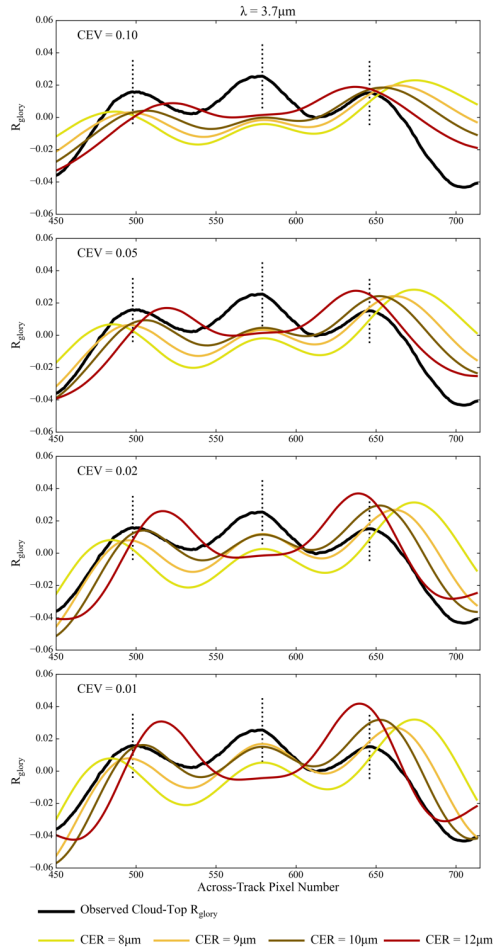 λ = 3.7μm
CEV = 0.10
0.06
0.04
0.02
0.00
−0.02
−0.04
−0.06
Rglory
450 500 550 600 650 700
CEV = 0.05
0.06
0.04
0.02
0.00
−0.02
−0.04
−0.06
Rglory
450 500 550 600 650 700
CEV = 0.02
0.06
0.04
0.02
0.00
−0.02
−0.04
−0.06
Rglory
450 500 550 600 650 700
CEV = 0.01
0.06
0.04
0.02
0.00
−0.02
−0.04
−0.06
Rglory
450 500 550 600 650 700
Across-Track Pixel Number
Observed Cloud-Top Rglory
CER = 8μm CER = 9μm CER = 10μm CER = 12μm